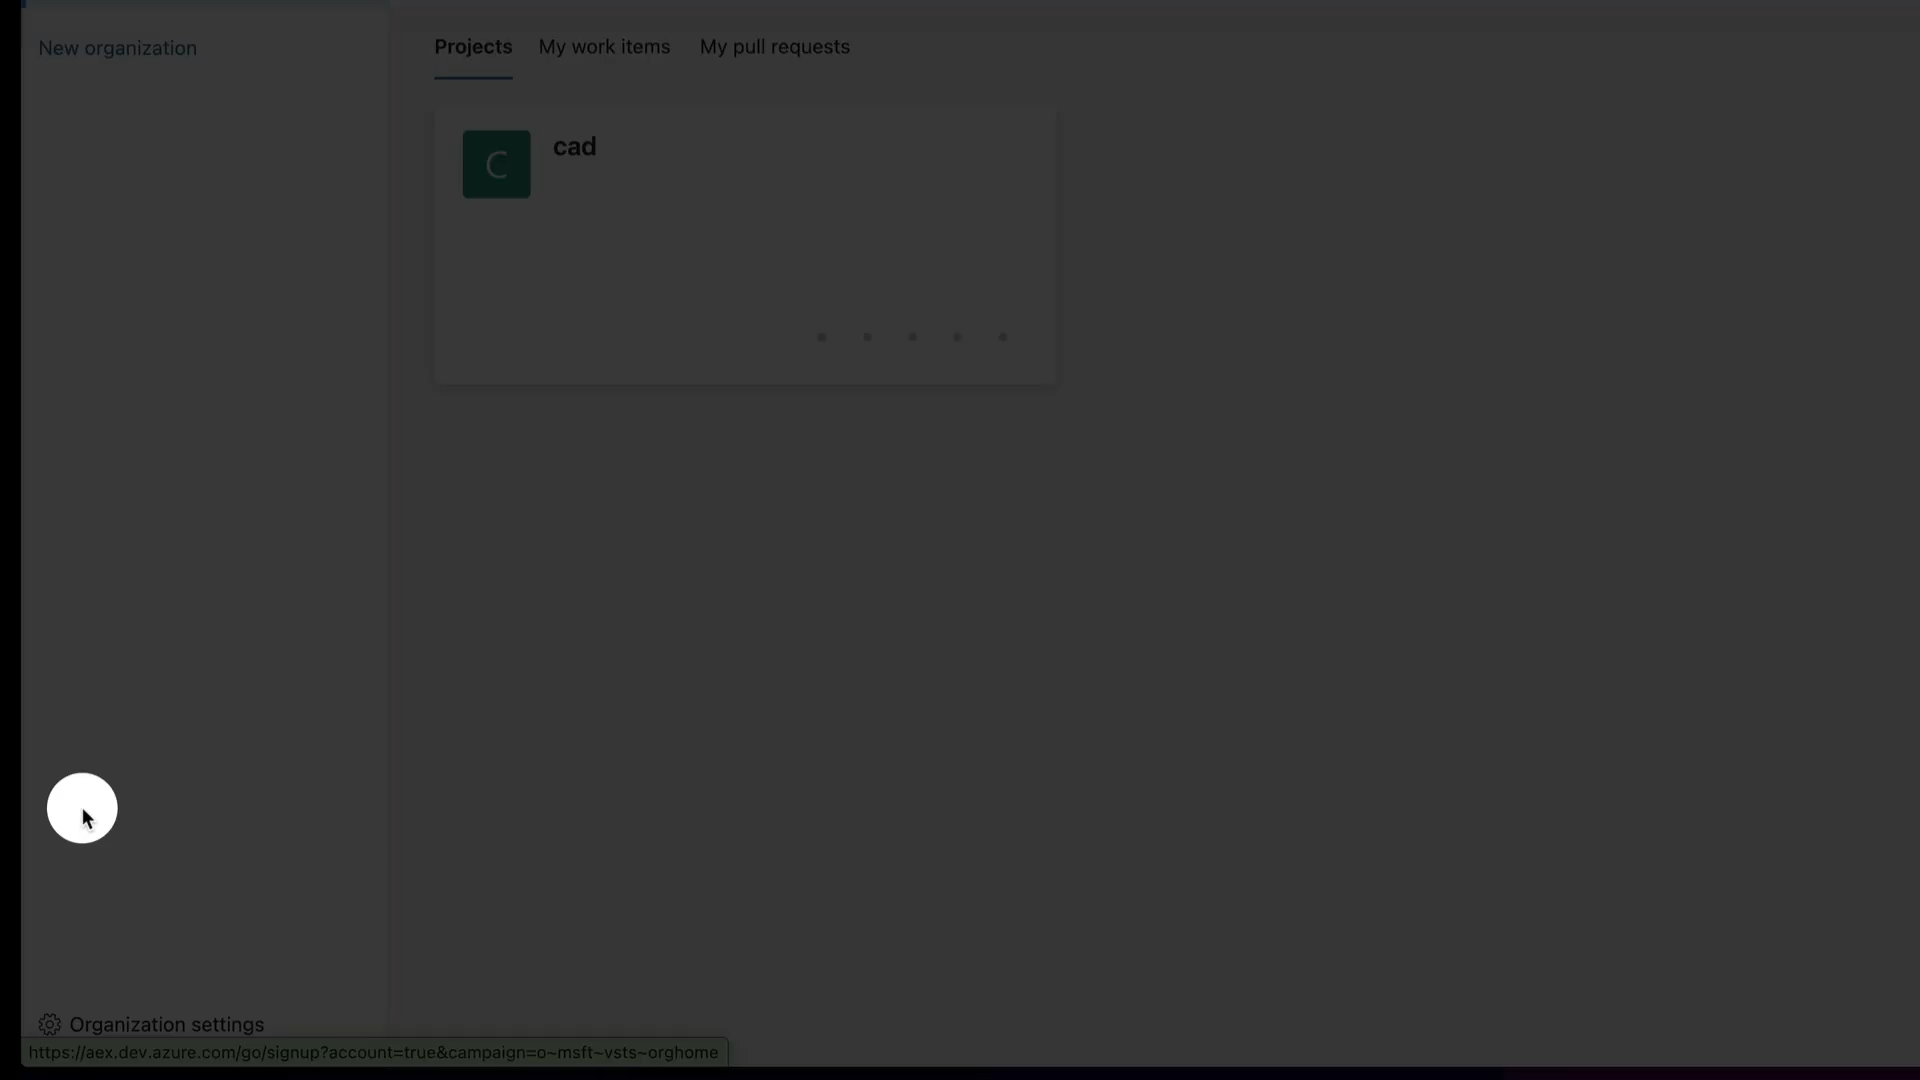 New organization
Projects My work items My pull requests
C
cad
Organization settings
https://aex.dev.azure.com/go/signup?account=true&campaign=o~msft~vsts~orghome